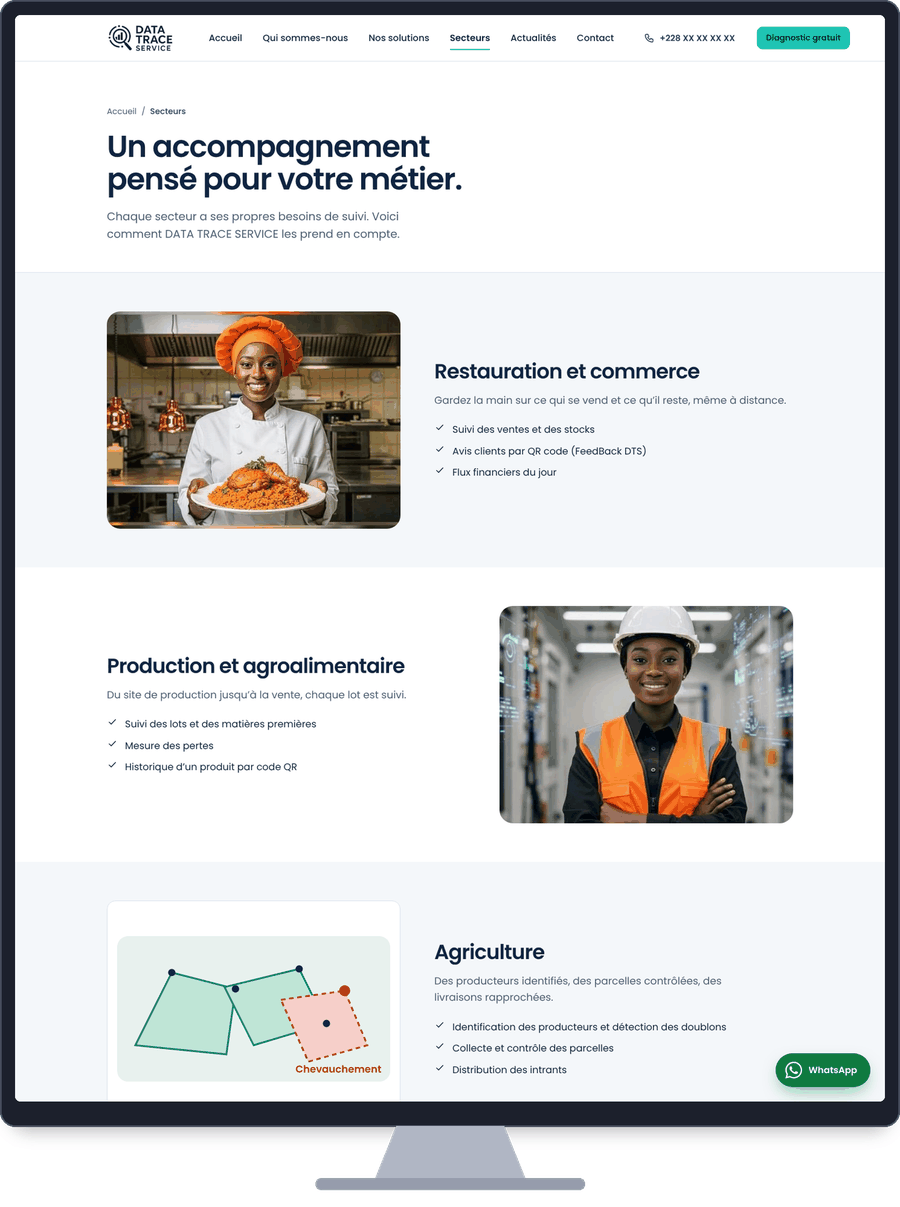 DATA
TRACE
SERVICE
Accueil
Qui sommes-nous
Nos solutions
Secteurs
Actualités
Contact
+228 XX XX XX XX
Diagnostic gratuit
Accueil / Secteurs
Un accompagnement
pensé pour votre métier.
Chaque secteur a ses propres besoins de suivi. Voici
comment DATA TRACE SERVICE les prend en compte.
Restauration et commerce
Gardez la main sur ce qui se vend et ce qu’il reste, même à distance.
Suivi des ventes et des stocks
Avis clients par QR code (FeedBack DTS)
Flux financiers du jour
Production et agroalimentaire
Du site de production jusqu’à la vente, chaque lot est suivi.
Suivi des lots et des matières premières
Mesure des pertes
Historique d’un produit par code QR
Chevauchement
Agriculture
Des producteurs identifiés, des parcelles contrôlées, des
livraisons rapprochées.
Identification des producteurs et détection des doublons
Collecte et contrôle des parcelles
Distribution des intrants
WhatsApp